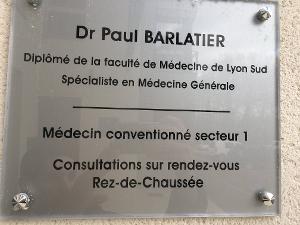 Dr Paul BARLATIER
Diplômé de la faculté de Médecine de Lyon Sud
Spécialiste en Médecine Générale
Médecin conventionné secteur 1
Consultations sur rendez-vous
Rez-de-Chaussée